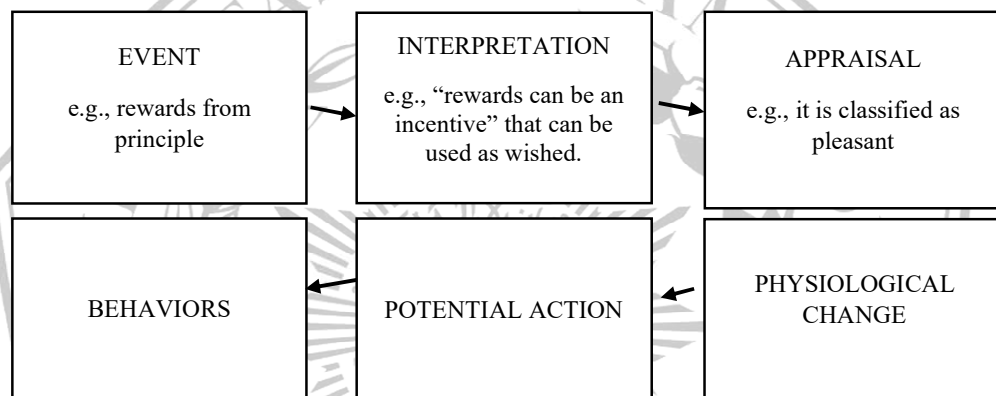 EVENT
e.g., rewards from
principle
INTERPRETATION
e.g., “rewards can be an
incentive” that can be
used as wished.
APPRAISAL
e.g., it is classified as
pleasant
PHYSIOLOGICAL
CHANGE
POTENTIAL ACTION
BEHAVIORS